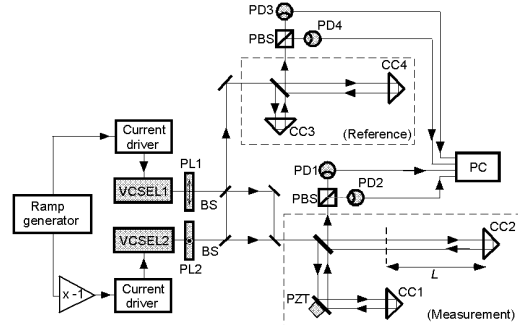 PD3
PD4
PBS
CC4
CC3
(Reference)
Current driver
PL1
VCSEL1
BS
PD1
PD2
PBS
PC
Ramp generator
VCSEL2
BS
PL2
CC2
L
x -1
Current driver
PZT
CC1
(Measurement)